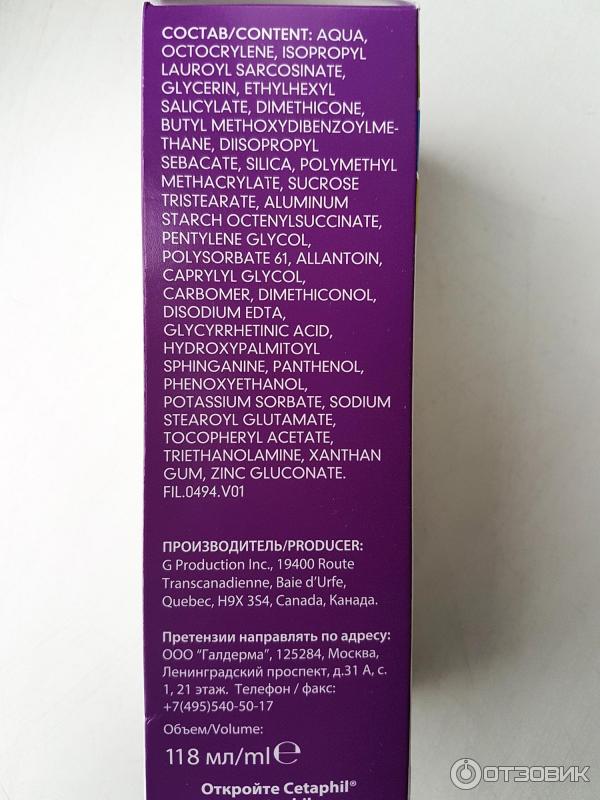 СОСТАВ/CONTENT: AQUA,
OCTOCRYLENE, ISOPROPYL
LAUROYL SARCOSINATE,
GLYCERIN, ETHYLHEXYL
SALICYLATE, DIMETHICONE,
BUTYL METHOXYDIBENZOYLME-
THANE, DIISOPROPYL
SEBACATE, SILICA, POLYMETHYL
METHACRYLATE, SUCROSE
TRISTEARATE, ALUMINUM
STARCH OCTENYLSUCCINATE,
PENTYLENE GLYCOL,
POLYSORBATE 61, ALLANTOIN,
CAPRYLYL GLYCOL,
CARBOMER, DIMETHICONOL,
DISODIUM EDTA,
GLYCYRRHETINIC ACID,
HYDROXYPALMITOYL
SPHINGANINE, PANTHENOL,
PHENOXYETHANOL,
POTASSIUM SORBATE, SODIUM
STEAROYL GLUTAMATE,
TOCOPHERYL ACETATE,
TRIETHANOLAMINE, XANTHAN
GUM, ZINC GLUCONATE.
FIL.0494.V01
ПРОИЗВОДИТЕЛЬ/PRODUCER:
G Production Inc., 19400 Route
Transcanadienne, Baie d'Urfe,
Quebec, H9X 3S4, Canada, Канада.
Претензии направлять по адресу:
ООО "Галдерма", 125284, Москва,
Ленинградский проспект, д.31 А, с.
1, 21 этаж. Телефон / факс:
+7(495)540-50-17
Объем/Volume:
118 мл/ml℮
Откройте Cetaphil®
ОТЗОВИК